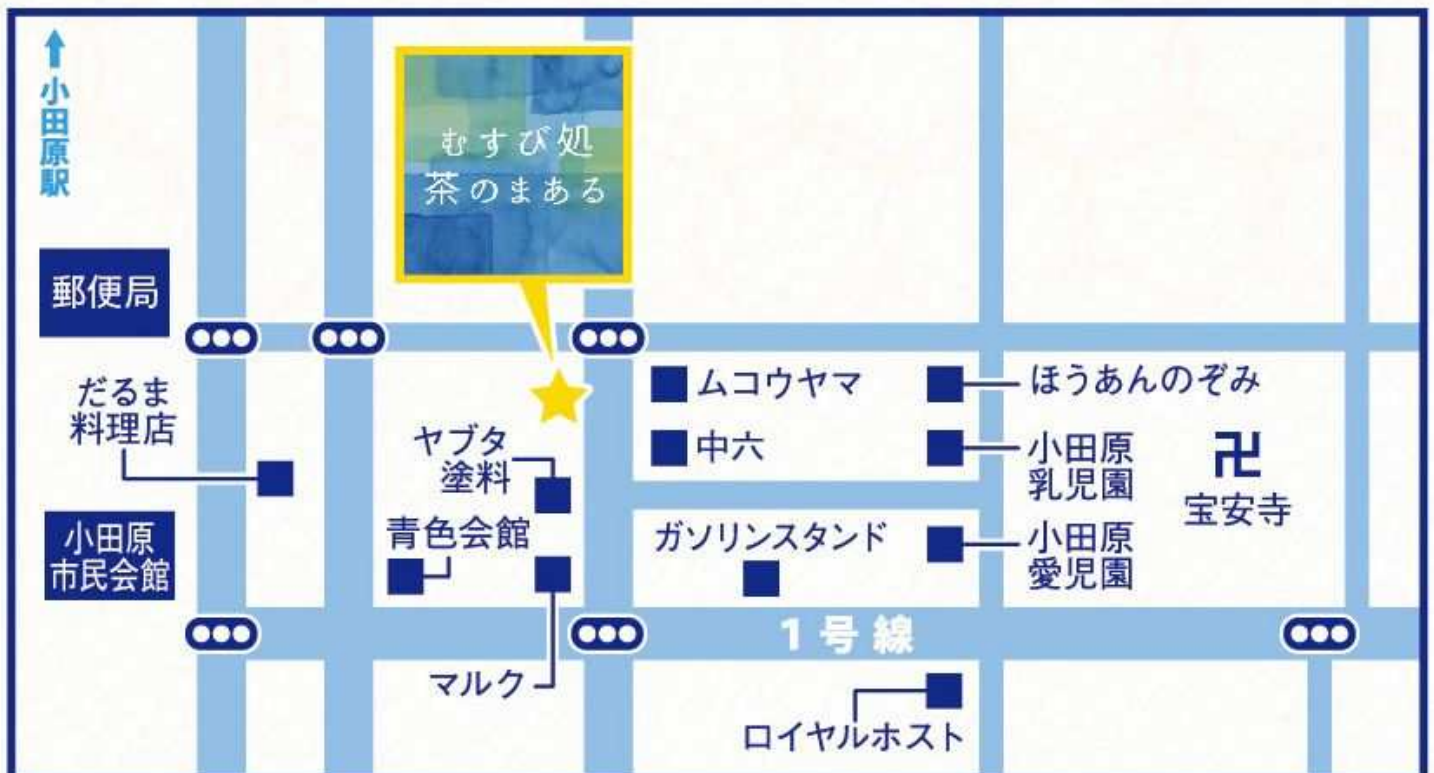 小田原駅
むすび処
茶のまある
郵便局
だるま
料理店
小田原
市民会館
ヤブタ
塗料
青色会館
マルク
ムコウヤマ
中六
ガソリンスタンド
ほうあんのぞみ
小田原
乳児園
小田原
愛児園
卍
宝安寺
1号線
ロイヤルホスト